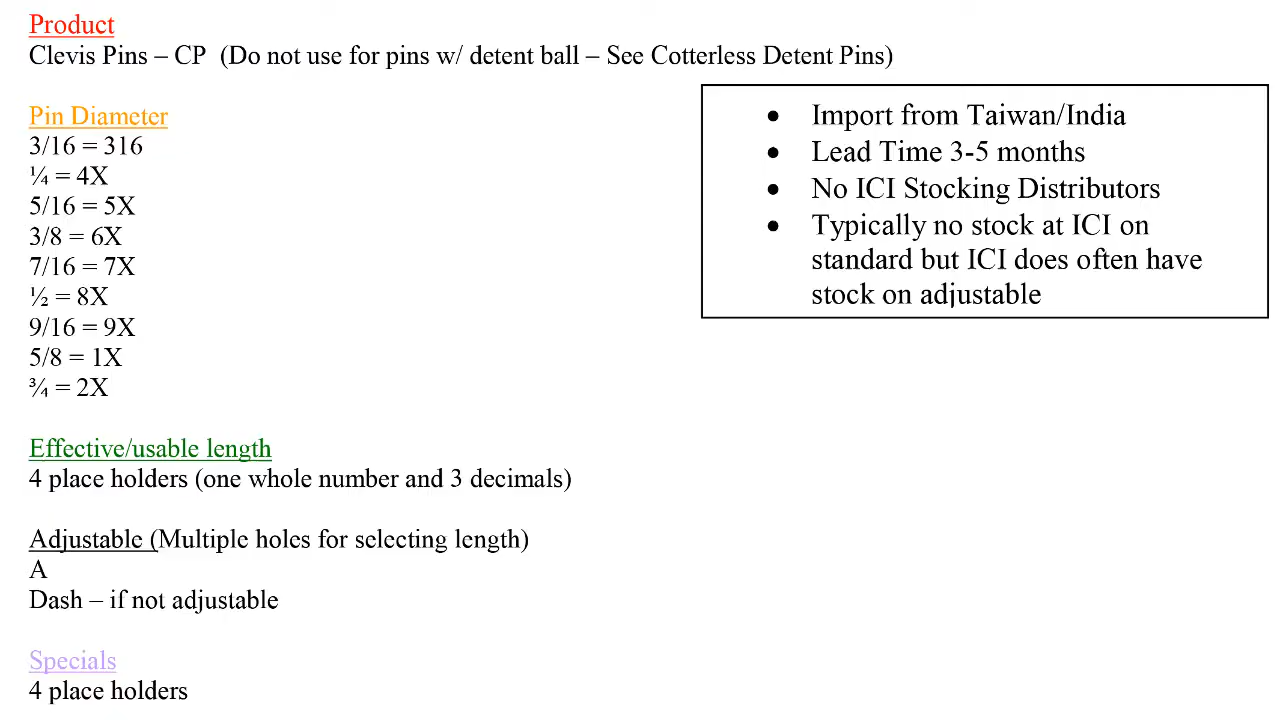 Product
Clevis Pins – CP  (Do not use for pins w/ detent ball – See Cotterless Detent Pins)
Pin Diameter
3/16 = 316
¼ = 4X
5/16 = 5X
3/8 = 6X
7/16 = 7X
½ = 8X
9/16 = 9X
5/8 = 1X
¾ = 2X
• Import from Taiwan/India
• Lead Time 3-5 months
• No ICI Stocking Distributors
• Typically no stock at ICI on
standard but ICI does often have
stock on adjustable
Effective/usable length
4 place holders (one whole number and 3 decimals)
Adjustable (Multiple holes for selecting length)
A
Dash – if not adjustable
Specials
4 place holders